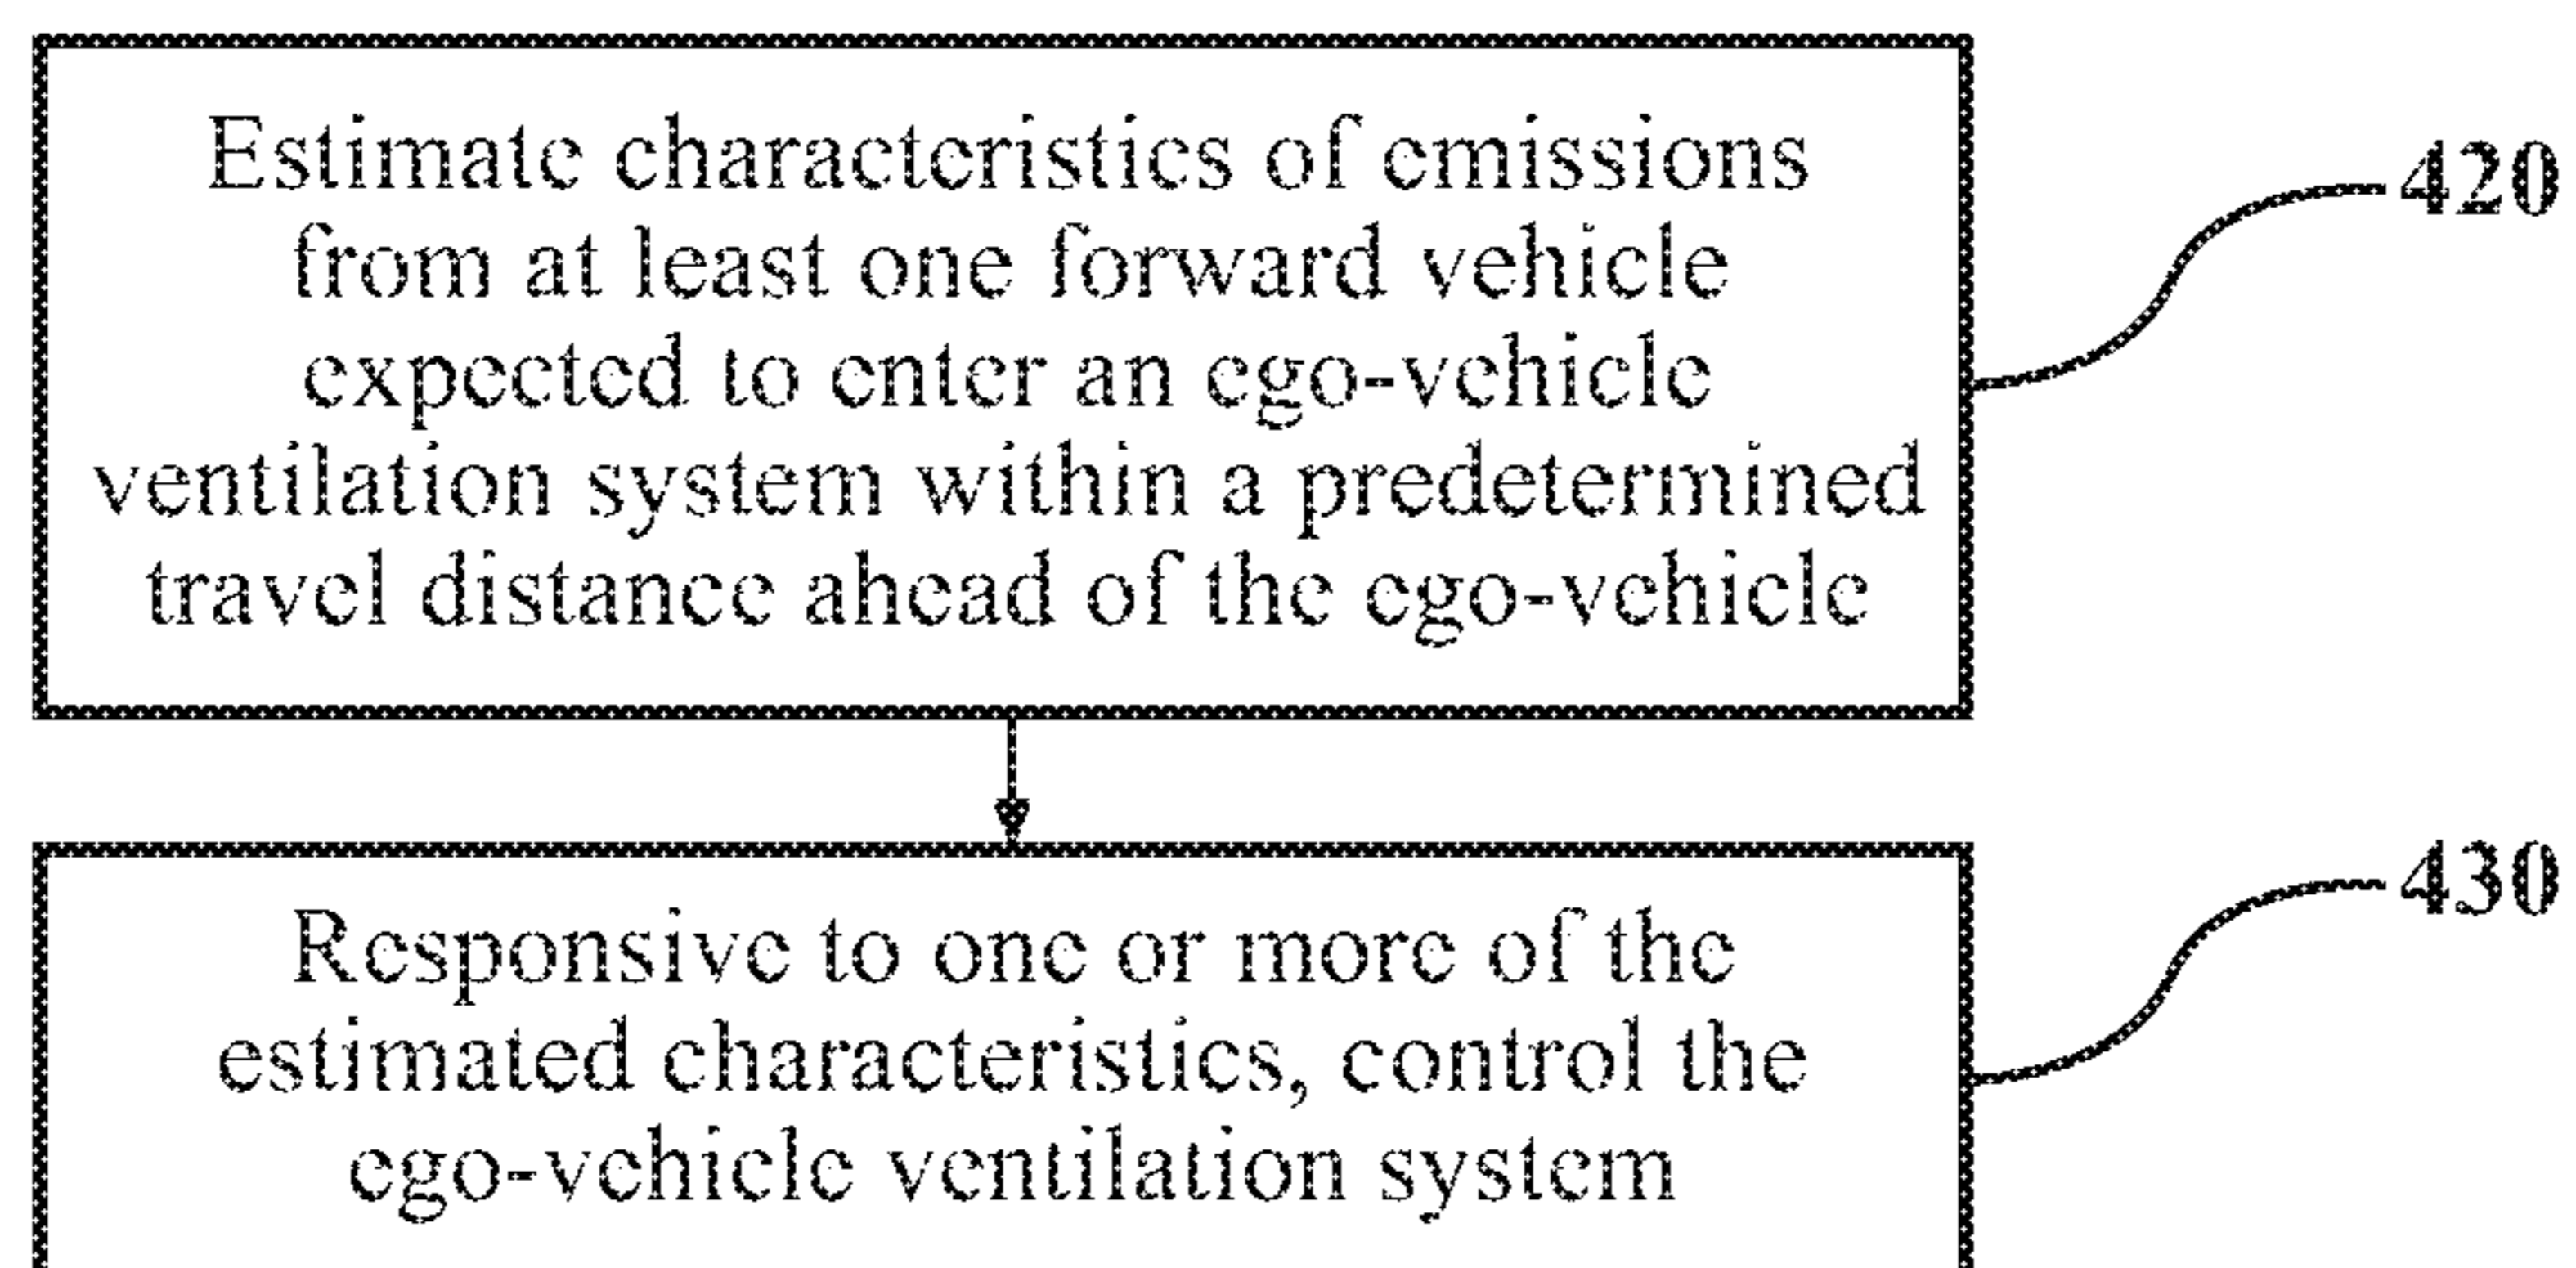 Estimate characteristics of emissions
from at least one forward vehicle
expected to enter an ego-vehicle
ventilation system within a predetermined
travel distance ahead of the ego-vehicle
420
Responsive to one or more of the
estimated characteristics, control the
ego-vehicle ventilation system
430